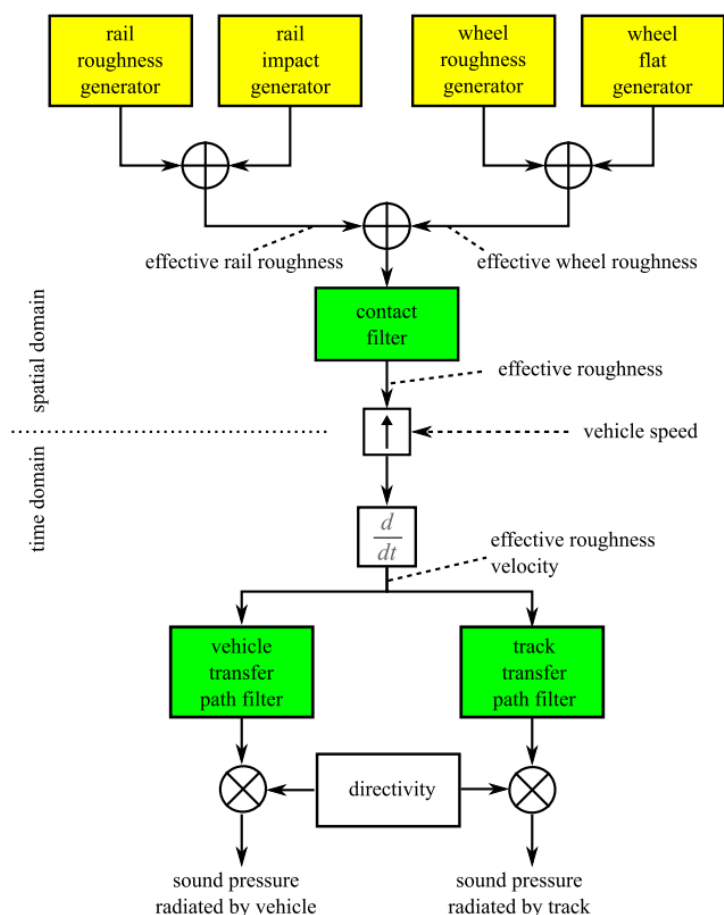 rail
roughness
generator
rail
impact
generator
wheel
roughness
generator
wheel
flat
generator
effective rail roughness
effective wheel roughness
contact
filter
spatial domain
effective roughness
vehicle speed
time domain
d
dt
effective roughness
velocity
vehicle
transfer
path filter
track
transfer
path filter
directivity
sound pressure
radiated by vehicle
sound pressure
radiated by track